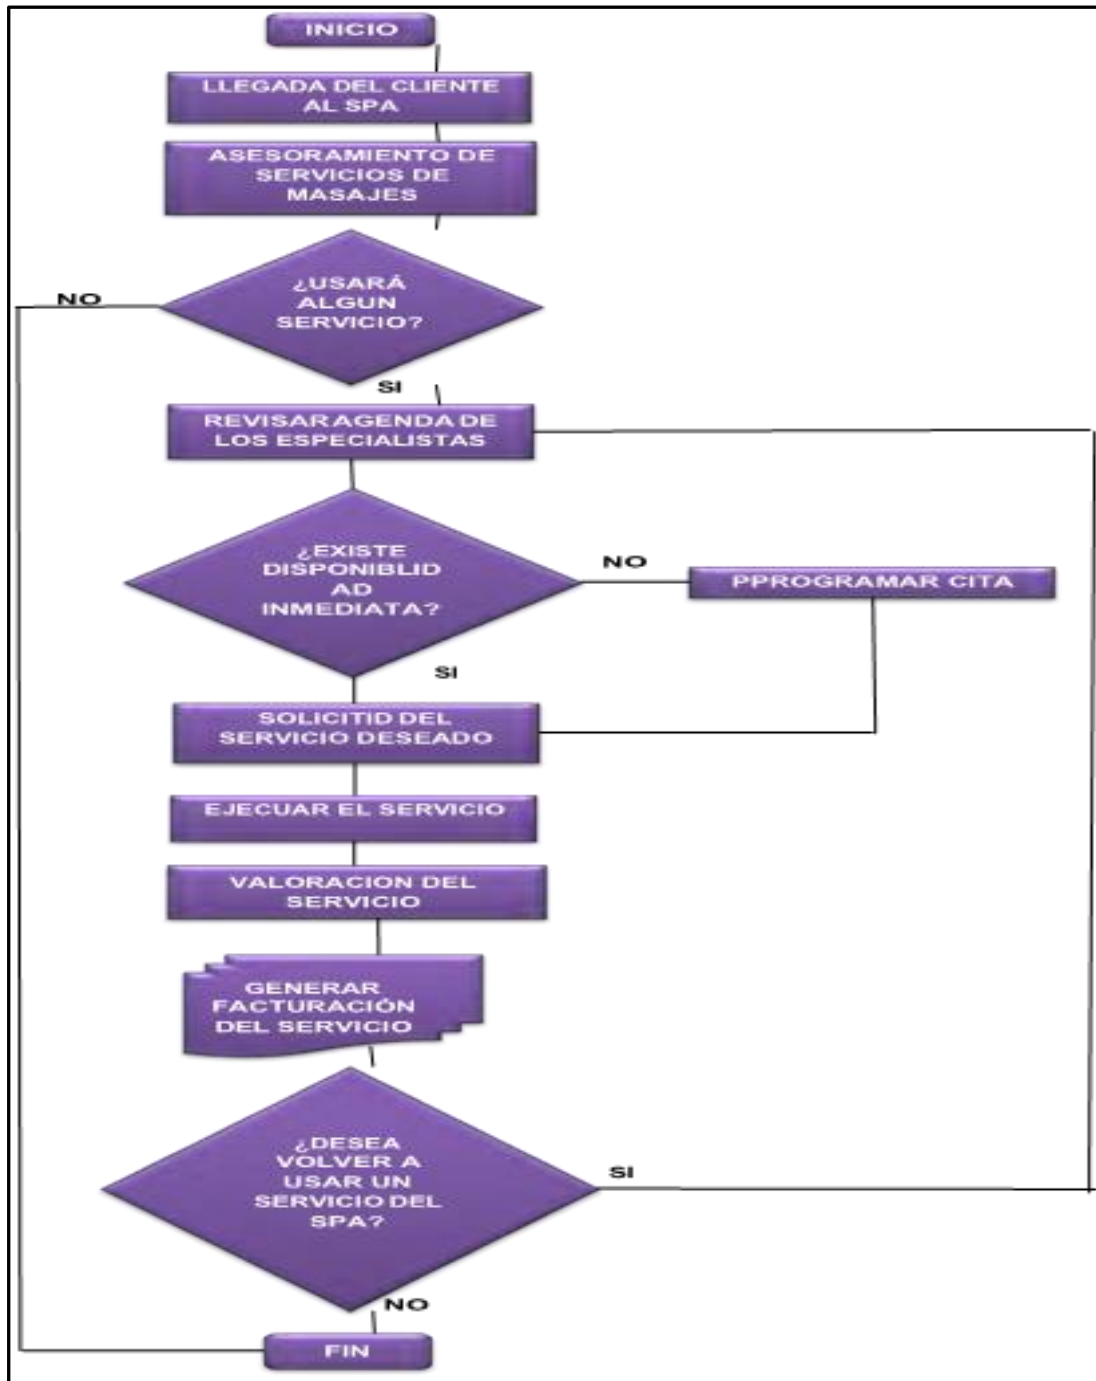 INICIO
LLEGADA DEL CLIENTE
AL SPA
ASESORAMIENTO DE
SERVICIOS DE
MASAJES
¿USARÁ
ALGUN
SERVICIO?
NO
SI
REVISAR AGENDA DE
LOS ESPECIALISTAS
¿EXISTE
DISPONIBLID
AD
INMEDIATA?
NO
PPROGRAMAR CITA
SI
SOLICITID DEL
SERVICIO DESEADO
EJECUAR EL SERVICIO
VALORACION DEL
SERVICIO
GENERAR
FACTURACIÓN
DEL SERVICIO
¿DESEA
VOLVER A
USAR UN
SERVICIO DEL
SPA?
SI
NO
FIN